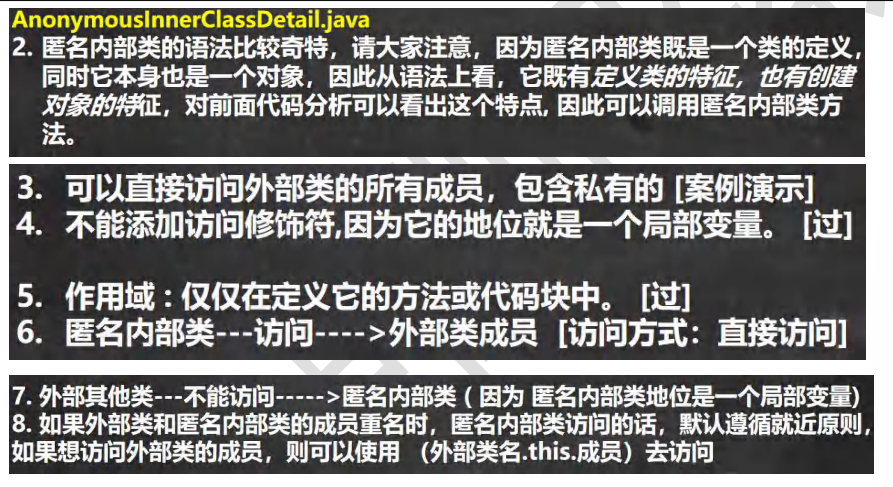 AnonymousInnerClassDetail.java
2. 匿名内部类的语法比较奇特，请大家注意，因为匿名内部类既是一个类的定义，
同时它本身也是一个对象，因此从语法上看，它既有定义类的特征，也有创建
对象的特征，对前面代码分析可以看出这个特点, 因此可以调用匿名内部类方
法。
3. 可以直接访问外部类的所有成员，包含私有的 [案例演示]
4. 不能添加访问修饰符,因为它的地位就是一个局部变量。 [过]
5. 作用域 : 仅仅在定义它的方法或代码块中。 [过]
6. 匿名内部类---访问---->外部类成员 [访问方式：直接访问]
7. 外部其他类---不能访问----->匿名内部类 ( 因为 匿名内部类地位是一个局部变量)
8. 如果外部类和匿名内部类的成员重名时，匿名内部类访问的话，默认遵循就近原则，
如果想访问外部类的成员，则可以使用 （外部类名.this.成员）去访问